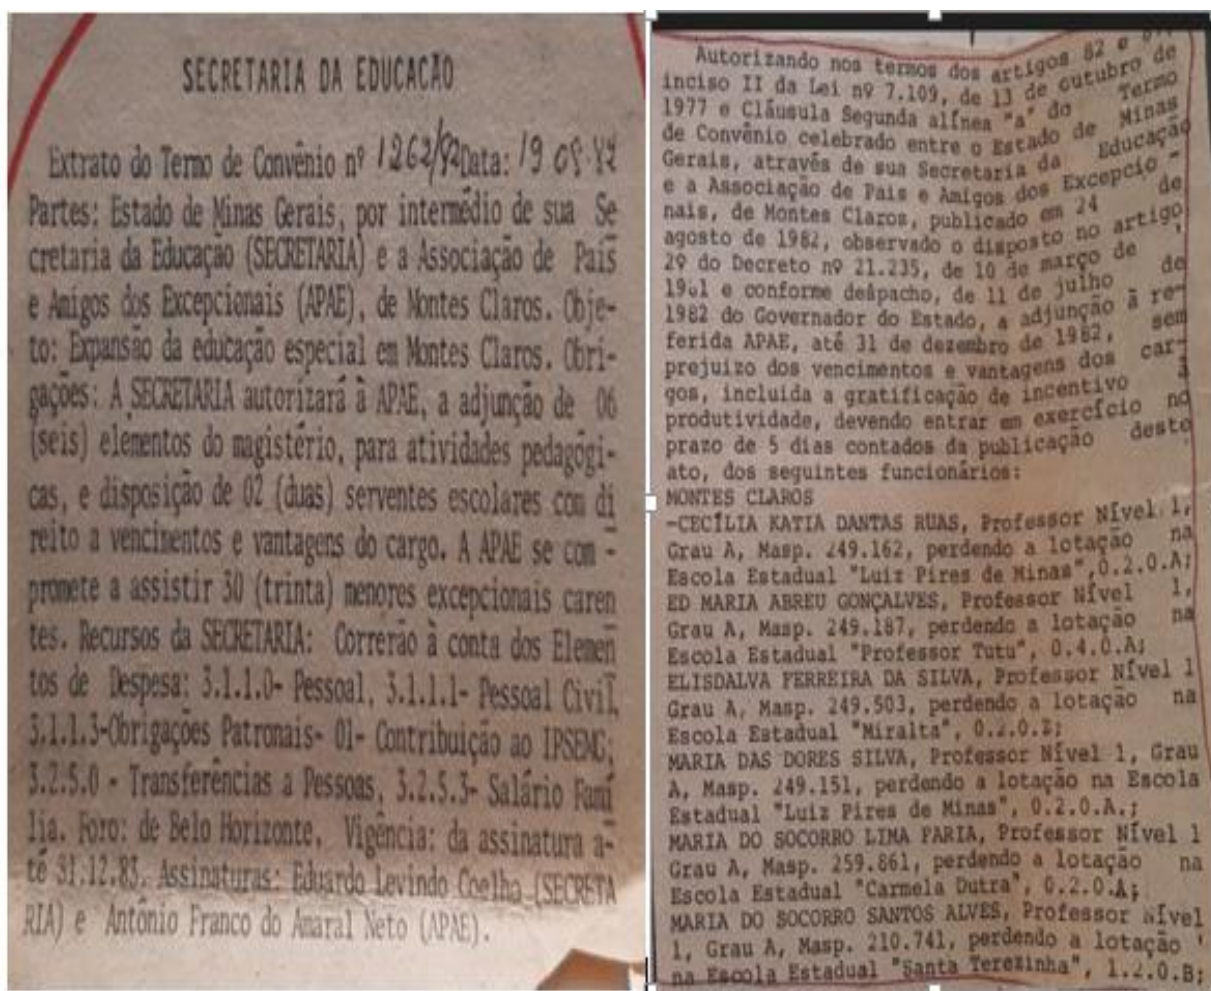 SECRETARIA DA EDUCAÇÃO
Extrato do Termo de Convênio nº 1262/92 Data: 19 08 82
Partes: Estado de Minas Gerais, por intermédio de sua Se
cretaria da Educação (SECRETARIA) e a Associação de Pais
e Amigos dos Excepcionais (APAE), de Montes Claros. Obje-
to: Expansão da educação especial em Montes Claros. Obri-
gações: A SECRETARIA autorizará à APAE, a adjunção de 06
(seis) elementos do magistério, para atividades pedagógi-
cas, e disposição de 02 (duas) serventes escolares com di
reito a vencimentos e vantagens do cargo. A APAE se com -
promete a assistir 30 (trinta) menores excepcionais caren
tes. Recursos da SECRETARIA: Correrão à conta dos Elemen
tos de Despesa: 3.1.1.0- Pessoal, 3.1.1.1- Pessoal Civil,
3.1.1.3-Obrigações Patronais- 01- Contribuição ao IPSEMG;
3.2.5.0 - Transferências a Pessoas, 3.2.5.3- Salário Famí
lia. Foro: de Belo Horizonte. Vigência: da assinatura a-
té 31.12.83. Assinaturas: Eduardo Levindo Coelha (SECRETA
RIA) e Antônio Franco do Amaral Neto (APAE).
Autorizando nos termos dos artigos 82 e
inciso II da Lei nº 7.109, de 13 de outubro de
1977 e Cláusula Segunda alínea "a" do Termo
de Convênio celebrado entre o Estado de Minas
Gerais, através de sua Secretaria da Educação
e a Associação de Pais e Amigos dos Excepcio-
nais, de Montes Claros, publicado em 24 de
agosto de 1982, observado o disposto no artigo
29 do Decreto nº 21.235, de 10 de março de '
1981 e conforme despacho, de 11 de julho de
1982 do Governador do Estado, a adjunção à re-
ferida APAE, até 31 de dezembro de 1982, sem
prejuizo dos vencimentos e vantagens dos car-
gos, incluida a gratificação de incentivo à
produtividade, devendo entrar em exercício no
prazo de 5 dias contados da publicação deste
ato, dos seguintes funcionários:
MONTES CLAROS
-CECÍLIA KATIA DANTAS RUAS, Professor Nível 1,
Grau A, Masp. 249.162, perdendo a lotação na
Escola Estadual "Luiz Pires de Minas", 0.2.0.A;
ED MARIA ABREU GONÇALVES, Professor Nível 1,
Grau A, Masp. 249.187, perdendo a lotação na
Escola Estadual "Professor Tutu", 0.4.0.A;
ELISDALVA FERREIRA DA SILVA, Professor Nível 1
Grau A, Masp. 249.503, perdendo a lotação na
Escola Estadual "Miralta", 0.2.0.;
MARIA DAS DORES SILVA, Professor Nível 1, Grau
A, Masp. 249.151, perdendo a lotação na Escola
Estadual "Luiz Pires de Minas", 0.2.0.A.;
MARIA DO SOCORRO LIMA FARIA, Professor Nível 1
Grau A, Masp. 259.861, perdendo a lotação na
Escola Estadual "Carmela Dutra", 0.2.0.A;
MARIA DO SOCORRO SANTOS ALVES, Professor Nível
1, Grau A, Masp. 210.741, perdendo a lotação '
na Escola Estadual "Santa Terezinha", 1.2.0.B;